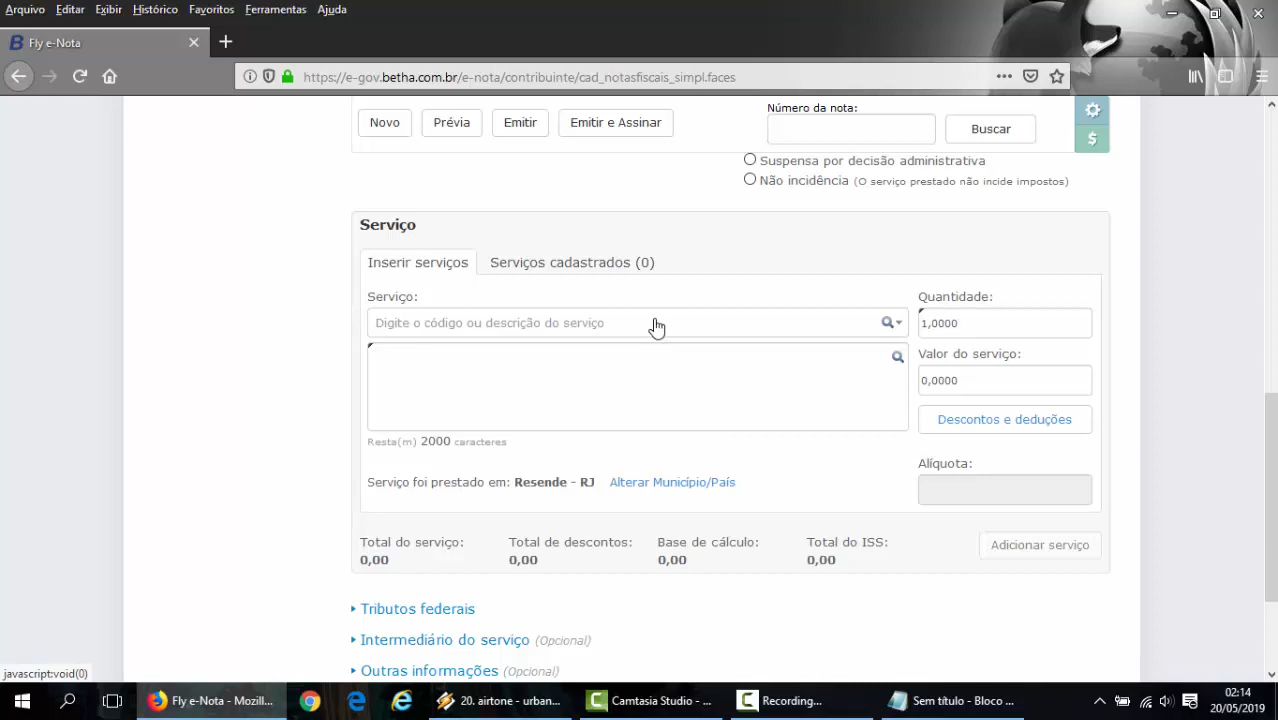 Arquivo Editar Exibir Histórico Favoritos Ferramentas Ajuda
Fly e-Nota
https://e-gov.betha.com.br/e-nota/contribuinte/cad_notasfiscais_simpl.faces
Novo Prévia Emitir Emitir e Assinar Número da nota: Buscar
Suspensa por decisão administrativa
Não incidência (O serviço prestado não incide impostos)
Serviço
Inserir serviços Serviços cadastrados (0)
Serviço: Quantidade:
Digite o código ou descrição do serviço 1,0000
Valor do serviço:
0,0000
Descontos e deduções
Resta(m) 2000 caracteres
Alíquota:
Serviço foi prestado em: Resende - RJ Alterar Município/País
Total do serviço: Total de descontos: Base de cálculo: Total do ISS: Adicionar serviço
0,00 0,00 0,00 0,00
Tributos federais
Intermediário do serviço (Opcional)
Outras informações (Opcional)
javascript:void(0)
Fly e-Nota - Mozill... 20. airtone - urban... Camtasia Studio - ... Recording... Sem título - Bloco ... 02:14
20/05/2019